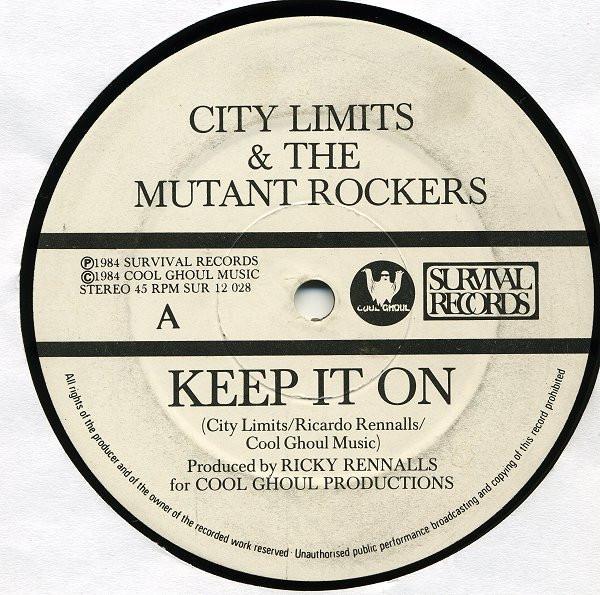 CITY LIMITS
& THE
MUTANT ROCKERS
Ⓟ1984 SURVIVAL RECORDS
©1984 COOL GHOUL MUSIC
STEREO 45 RPM SUR 12 028
A
COOL GHOUL
SURVIVAL
RECORDS
KEEP IT ON
(City Limits/Ricardo Rennalls/
Cool Ghoul Music)
Produced by RICKY RENNALLS
for COOL GHOUL PRODUCTIONS
All rights of the producer and of the owner of the recorded work reserved · Unauthorised public performance broadcasting and copying of this record prohibited